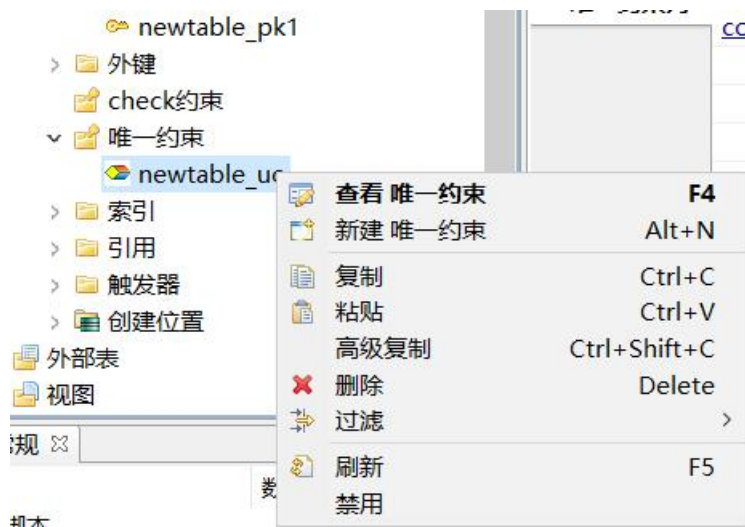 newtable_pk1
外键
check约束
唯一约束
newtable_uc
查看 唯一约束 F4
索引
新建 唯一约束 Alt+N
引用
复制 Ctrl+C
触发器
粘贴 Ctrl+V
创建位置
高级复制 Ctrl+Shift+C
外部表
删除 Delete
视图
过滤
规
刷新 F5
数
禁用